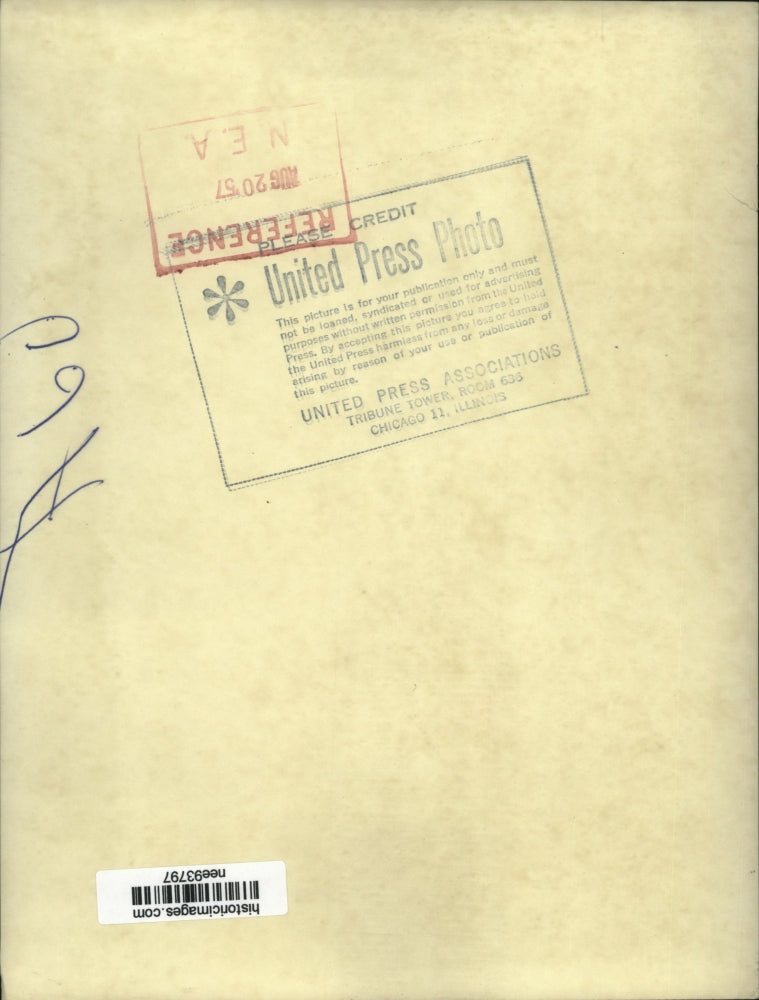 REFERENCE
AUG 20 '57
N.E.A.
PLEASE CREDIT
United Press Photo
This picture is for your publication only and must
not be loaned, syndicated or used for advertising
purposes without written permission from the United
Press. By accepting this picture you agree to hold
the United Press harmless from any loss or damage
arising by reason of your use or publication of
this picture.
UNITED PRESS ASSOCIATIONS
TRIBUNE TOWER, ROOM 636
CHICAGO 11, ILLINOIS
historicimages.com
nee93797